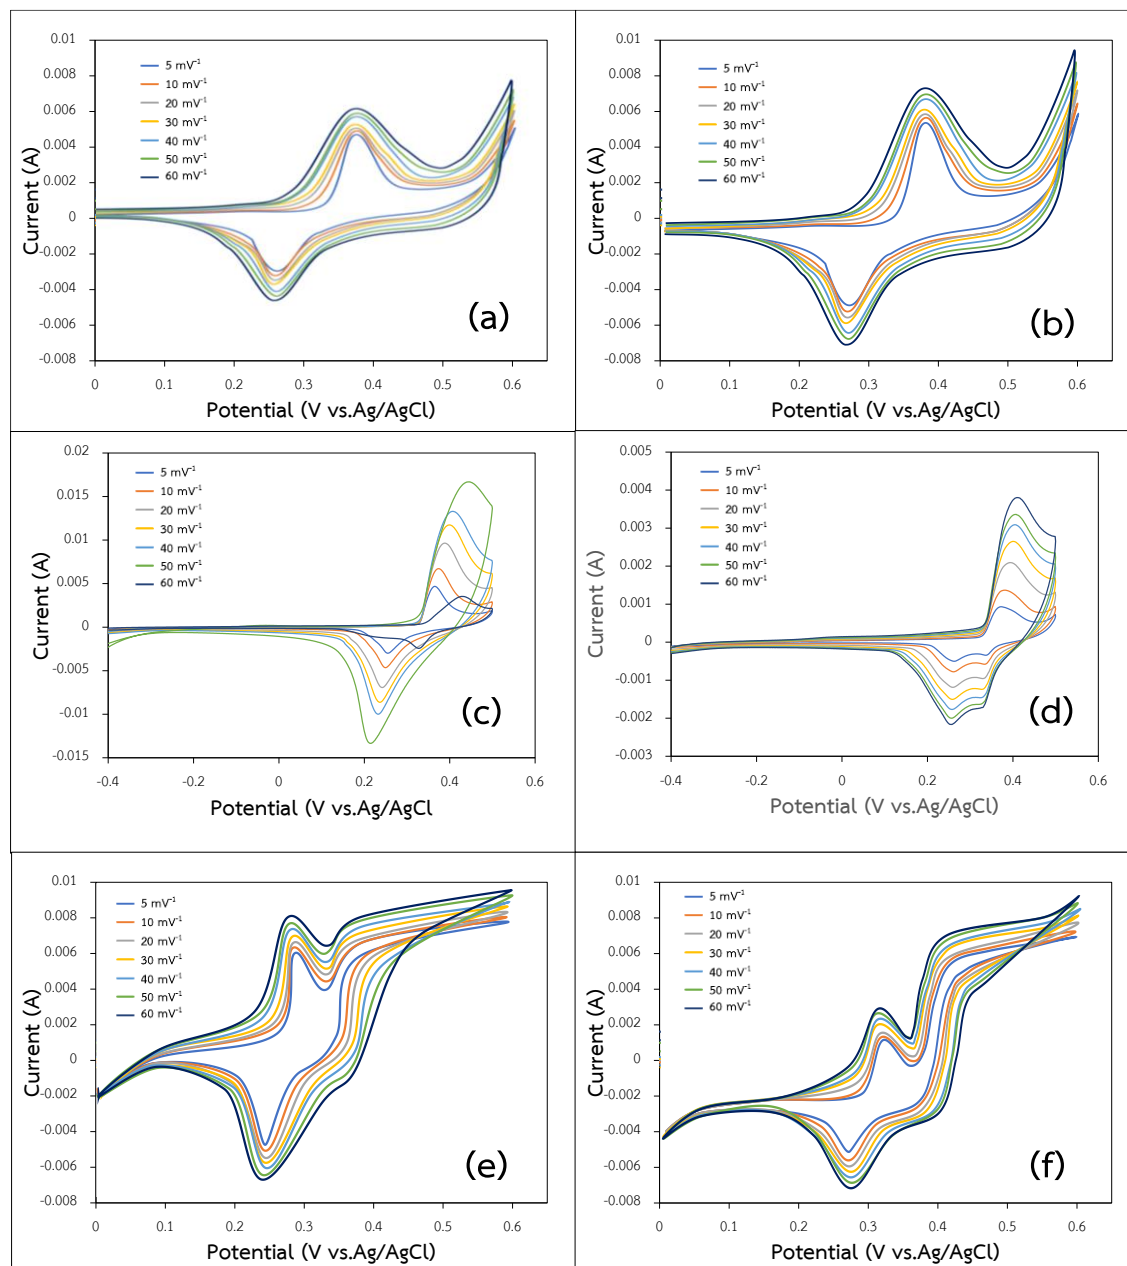 0.01
0.008
0.006
0.004
0.002
0
-0.002
-0.004
-0.006
-0.008
Current (A)
5 mV⁻¹
10 mV⁻¹
20 mV⁻¹
30 mV⁻¹
40 mV⁻¹
50 mV⁻¹
60 mV⁻¹
(a)
0 0.1 0.2 0.3 0.4 0.5 0.6
Potential (V vs.Ag/AgCl)
0.01
0.008
0.006
0.004
0.002
0
-0.002
-0.004
-0.006
-0.008
Current (A)
5 mV⁻¹
10 mV⁻¹
20 mV⁻¹
30 mV⁻¹
40 mV⁻¹
50 mV⁻¹
60 mV⁻¹
(b)
0 0.1 0.2 0.3 0.4 0.5 0.6
Potential (V vs.Ag/AgCl)
0.02
0.015
0.01
0.005
0
-0.005
-0.01
-0.015
Current (A)
5 mV⁻¹
10 mV⁻¹
20 mV⁻¹
30 mV⁻¹
40 mV⁻¹
50 mV⁻¹
60 mV⁻¹
(c)
-0.4 -0.2 0 0.2 0.4 0.6
Potential (V vs.Ag/AgCl
0.005
0.004
0.003
0.002
0.001
0
-0.001
-0.002
-0.003
Current (A)
5 mV⁻¹
10 mV⁻¹
20 mV⁻¹
30 mV⁻¹
40 mV⁻¹
50 mV⁻¹
60 mV⁻¹
(d)
-0.4 -0.2 0 0.2 0.4 0.6
Potential (V vs.Ag/AgCl)
0.01
0.008
0.006
0.004
0.002
0
-0.002
-0.004
-0.006
-0.008
Current (A)
5 mV⁻¹
10 mV⁻¹
20 mV⁻¹
30 mV⁻¹
40 mV⁻¹
50 mV⁻¹
60 mV⁻¹
(e)
0 0.1 0.2 0.3 0.4 0.5 0.6
Potential (V vs.Ag/AgCl)
0.01
0.008
0.006
0.004
0.002
0
-0.002
-0.004
-0.006
-0.008
Current (A)
5 mV⁻¹
10 mV⁻¹
20 mV⁻¹
30 mV⁻¹
40 mV⁻¹
50 mV⁻¹
60 mV⁻¹
(f)
0 0.1 0.2 0.3 0.4 0.5 0.6
Potential (V vs.Ag/AgCl)